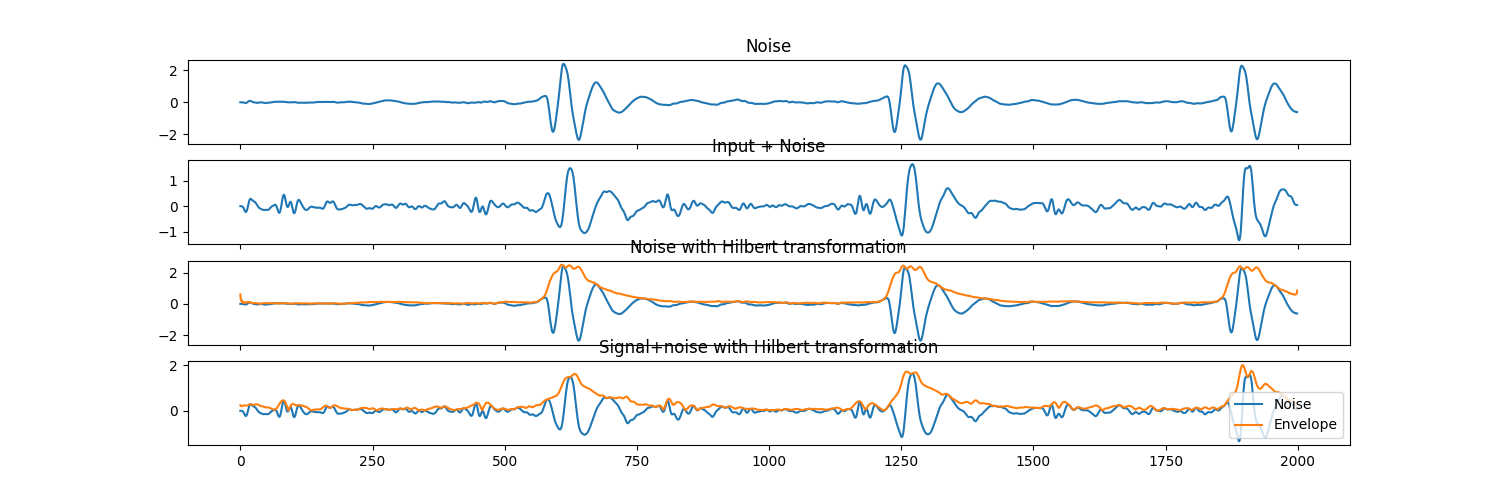 Noise
2
0
−2
Input + Noise
1
0
−1
Noise with Hilbert transformation
2
0
−2
Signal+noise with Hilbert transformation
2
0
Noise
Envelope
0 250 500 750 1000 1250 1500 1750 2000